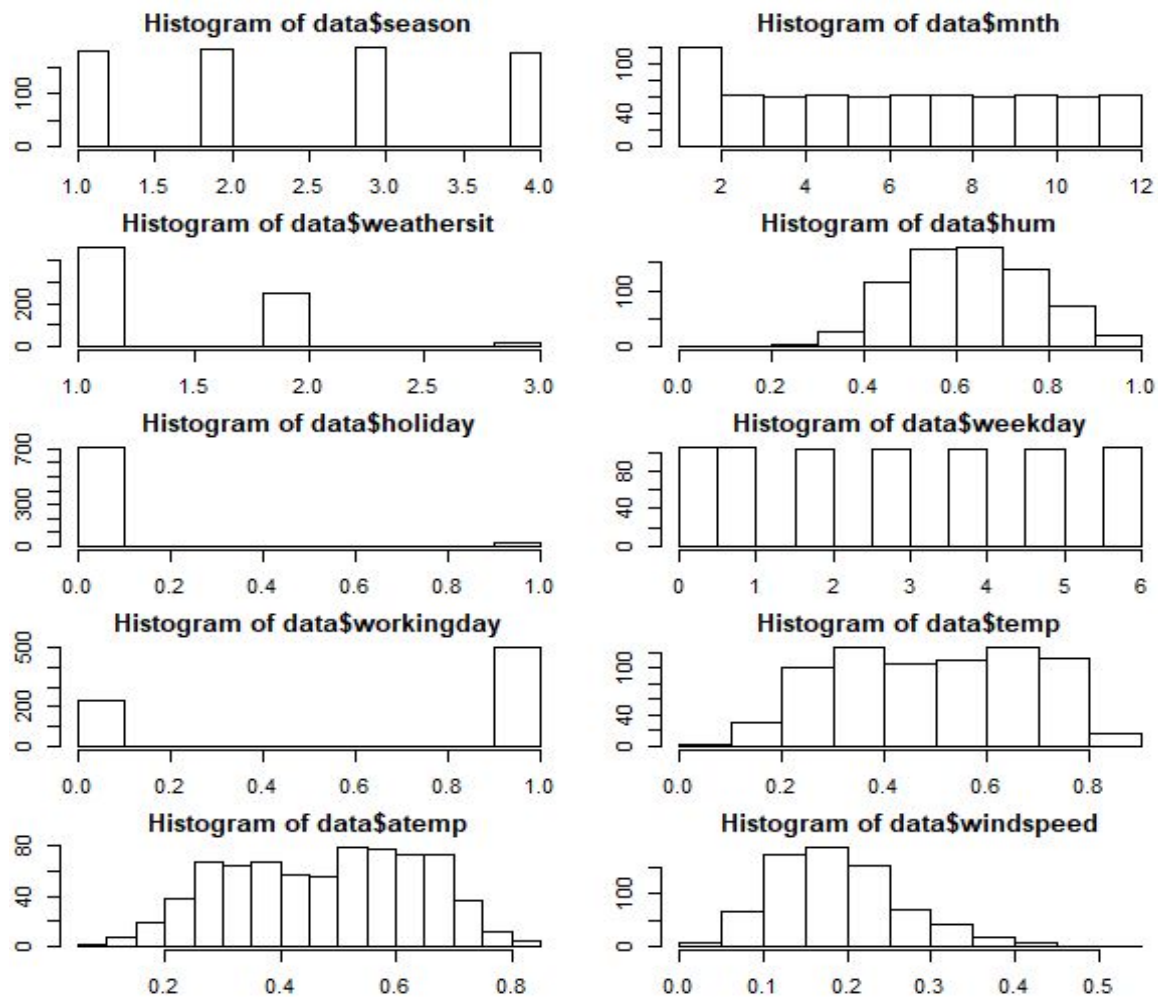 Histogram of data$season
100
0
1.0 1.5 2.0 2.5 3.0 3.5 4.0
Histogram of data$mnth
100
40
0
2 4 6 8 10 12
Histogram of data$weathersit
200
0
1.0 1.5 2.0 2.5 3.0
Histogram of data$hum
100
0
0.0 0.2 0.4 0.6 0.8 1.0
Histogram of data$holiday
700
300
0
0.0 0.2 0.4 0.6 0.8 1.0
Histogram of data$weekday
80
40
0
0 1 2 3 4 5 6
Histogram of data$workingday
500
200
0
0.0 0.2 0.4 0.6 0.8 1.0
Histogram of data$temp
100
40
0
0.0 0.2 0.4 0.6 0.8
Histogram of data$atemp
80
40
0
0.2 0.4 0.6 0.8
Histogram of data$windspeed
100
0
0.0 0.1 0.2 0.3 0.4 0.5